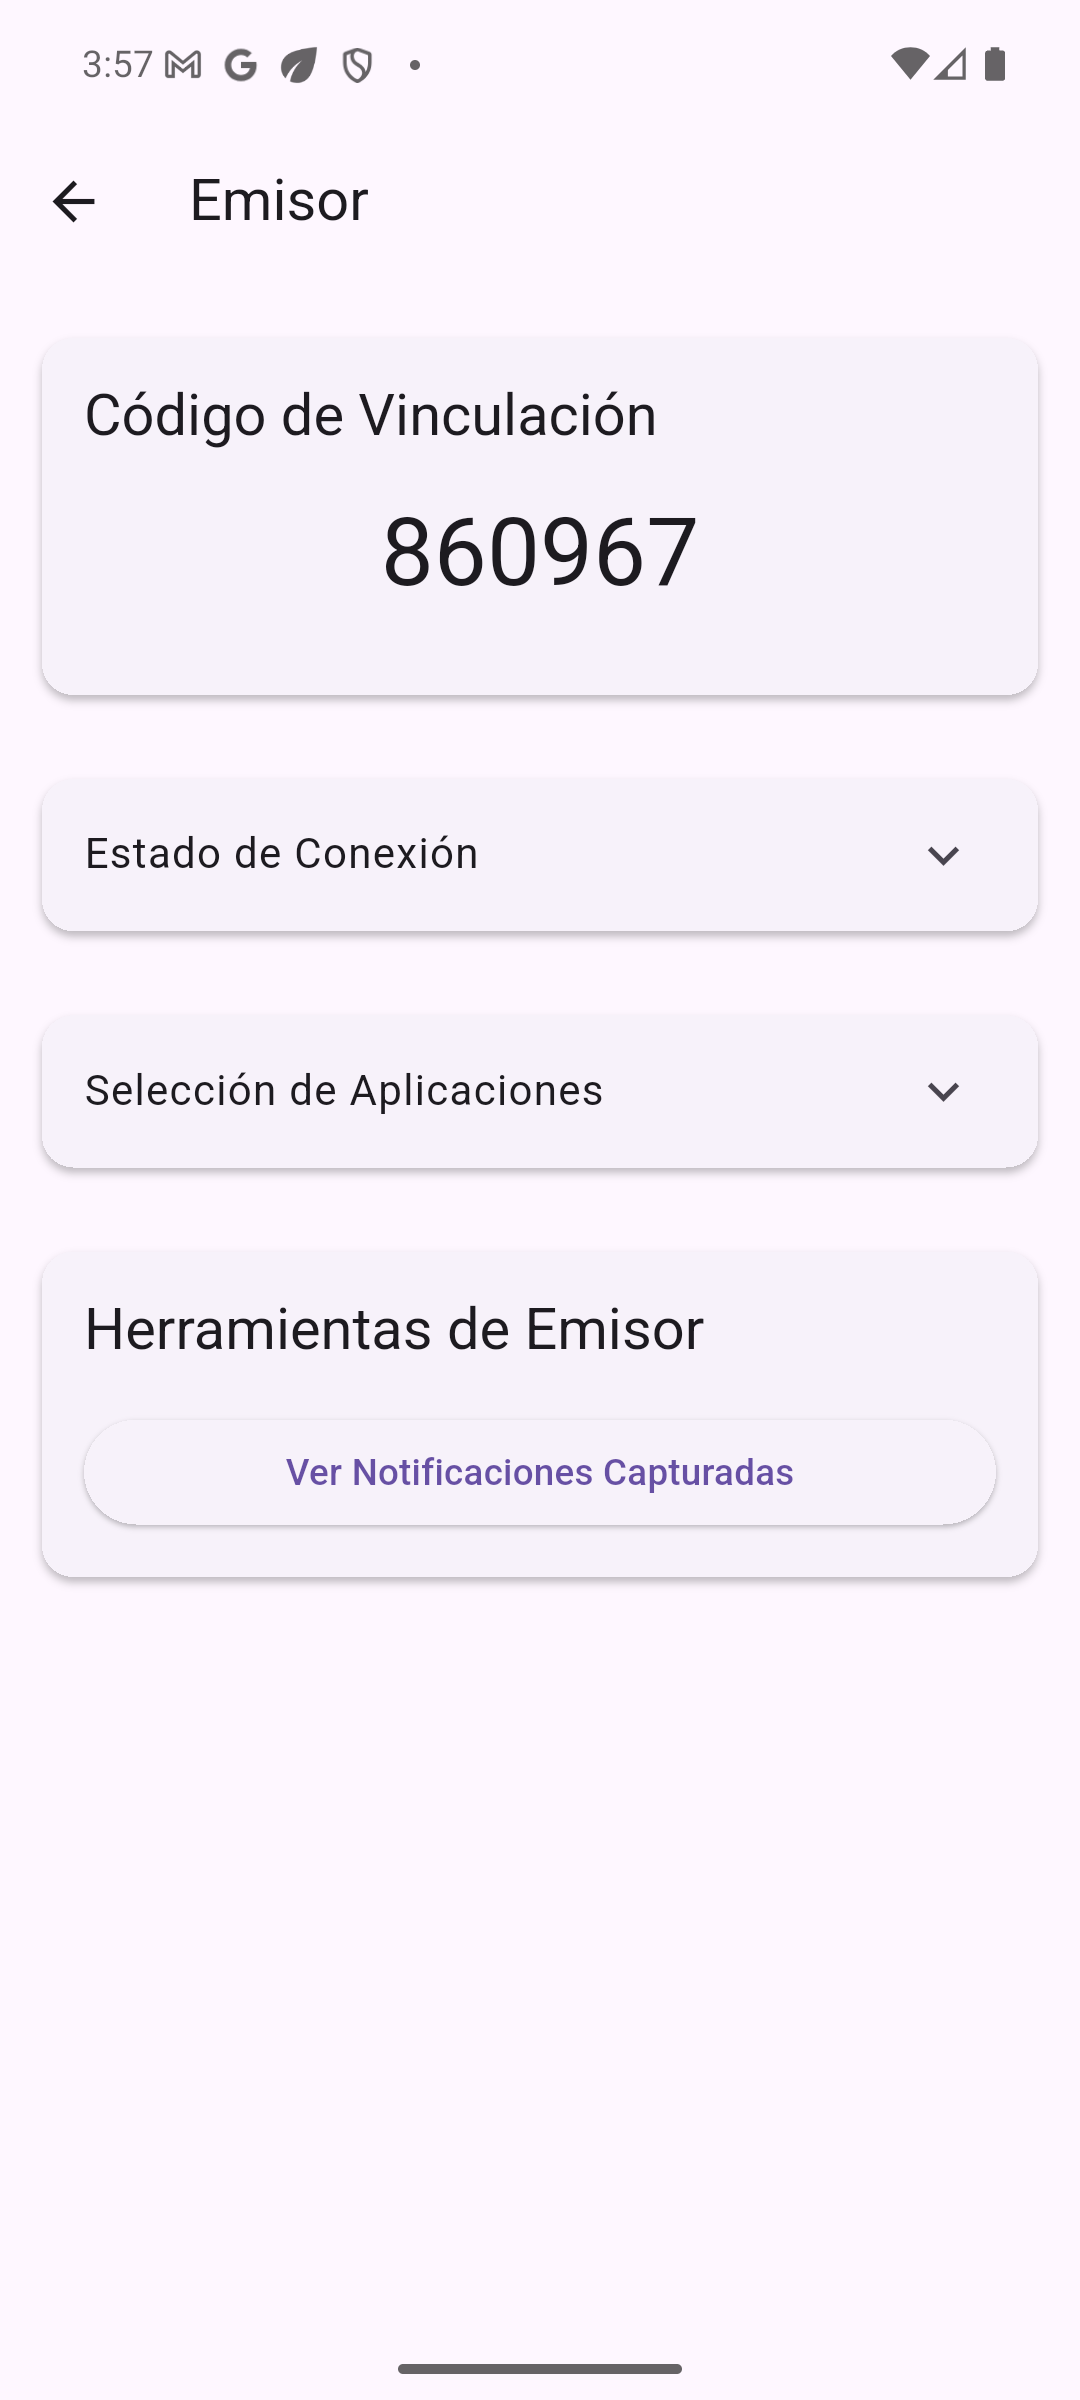 3:57
Emisor
Código de Vinculación
860967
Estado de Conexión
Selección de Aplicaciones
Herramientas de Emisor
Ver Notificaciones Capturadas